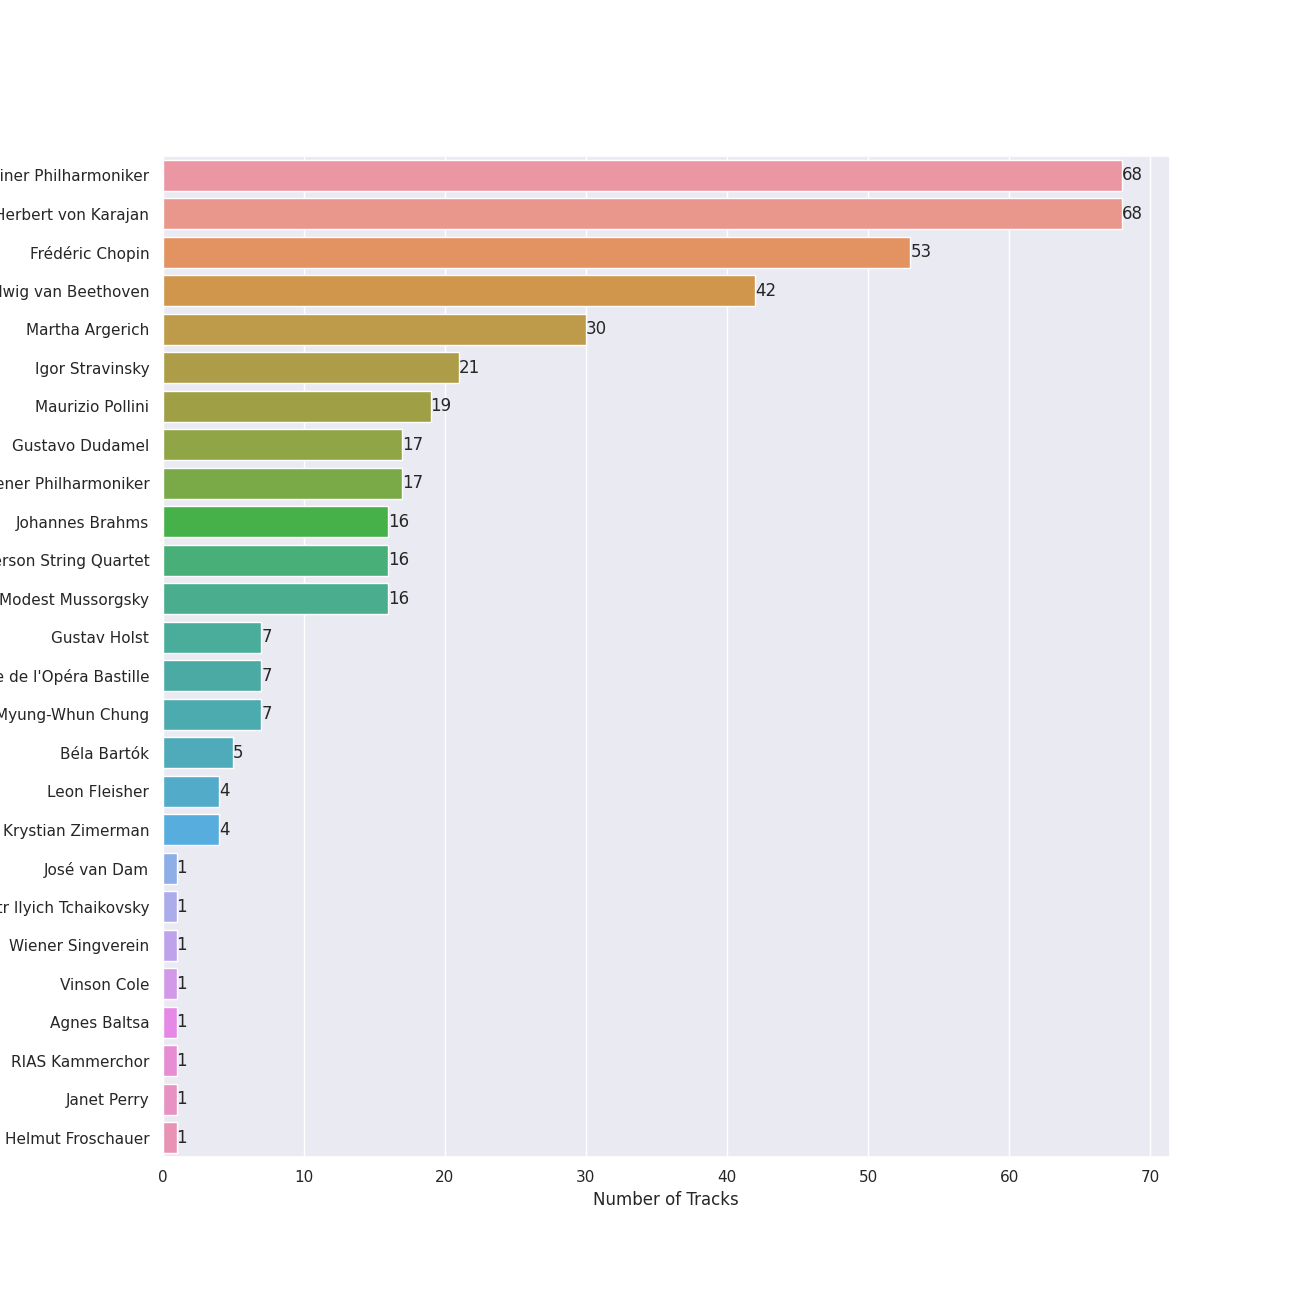 iner Philharmoniker 68
Herbert von Karajan 68
Frédéric Chopin 53
wig van Beethoven 42
Martha Argerich 30
Igor Stravinsky 21
Maurizio Pollini 19
Gustavo Dudamel 17
ener Philharmoniker 17
Johannes Brahms 16
erson String Quartet 16
Modest Mussorgsky 16
Gustav Holst 7
e de l'Opéra Bastille 7
Myung-Whun Chung 7
Béla Bartók 5
Leon Fleisher 4
Krystian Zimerman 4
José van Dam 1
tr Ilyich Tchaikovsky 1
Wiener Singverein 1
Vinson Cole 1
Agnes Baltsa 1
RIAS Kammerchor 1
Janet Perry 1
Helmut Froschauer 1
0 10 20 30 40 50 60 70
Number of Tracks